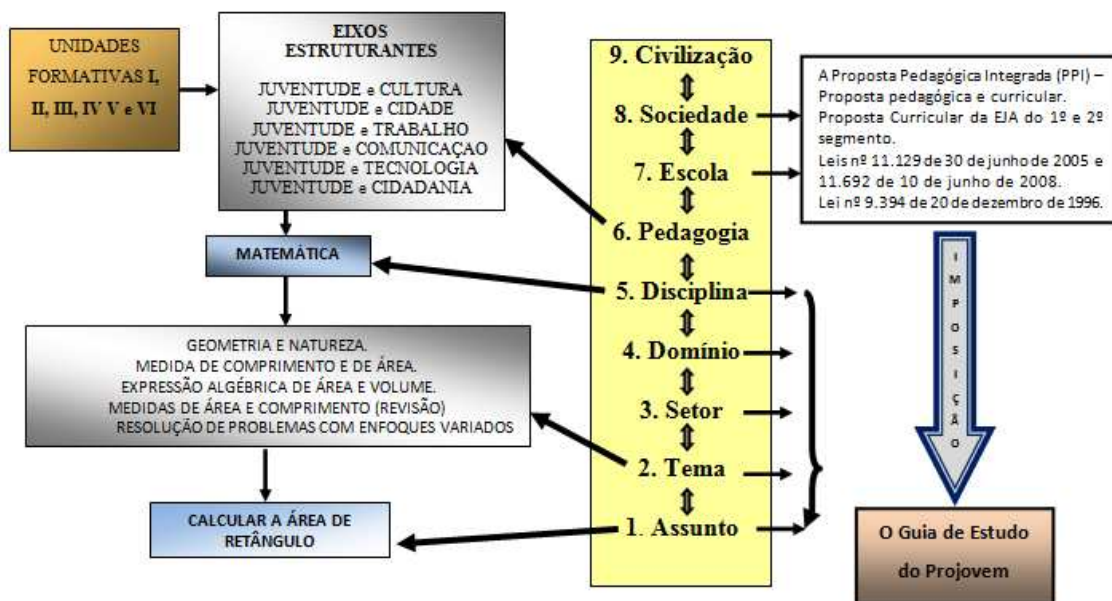 UNIDADES
FORMATIVAS I,
II, III, IV V e VI
EIXOS
ESTRUTURANTES
JUVENTUDE e CULTURA
JUVENTUDE e CIDADE
JUVENTUDE e TRABALHO
JUVENTUDE e COMUNICAÇAO
JUVENTUDE e TECNOLOGIA
JUVENTUDE e CIDADANIA
MATEMÁTICA
GEOMETRIA E NATUREZA.
MEDIDA DE COMPRIMENTO E DE ÁREA.
EXPRESSÃO ALGÉBRICA DE ÁREA E VOLUME.
MEDIDAS DE ÁREA E COMPRIMENTO (REVISÃO)
RESOLUÇÃO DE PROBLEMAS COM ENFOQUES VARIADOS
CALCULAR A ÁREA DE
RETÂNGULO
9. Civilização
8. Sociedade
7. Escola
6. Pedagogia
5. Disciplina
4. Domínio
3. Setor
2. Tema
1. Assunto
A Proposta Pedagógica Integrada (PPI) –
Proposta pedagógica e curricular.
Proposta Curricular da EJA do 1º e 2º
segmento.
Leis nº 11.129 de 30 de junho de 2005 e
11.692 de 10 de junho de 2008.
Lei nº 9.394 de 20 de dezembro de 1996.
IMPOSIÇÃO
O Guia de Estudo
do Projovem